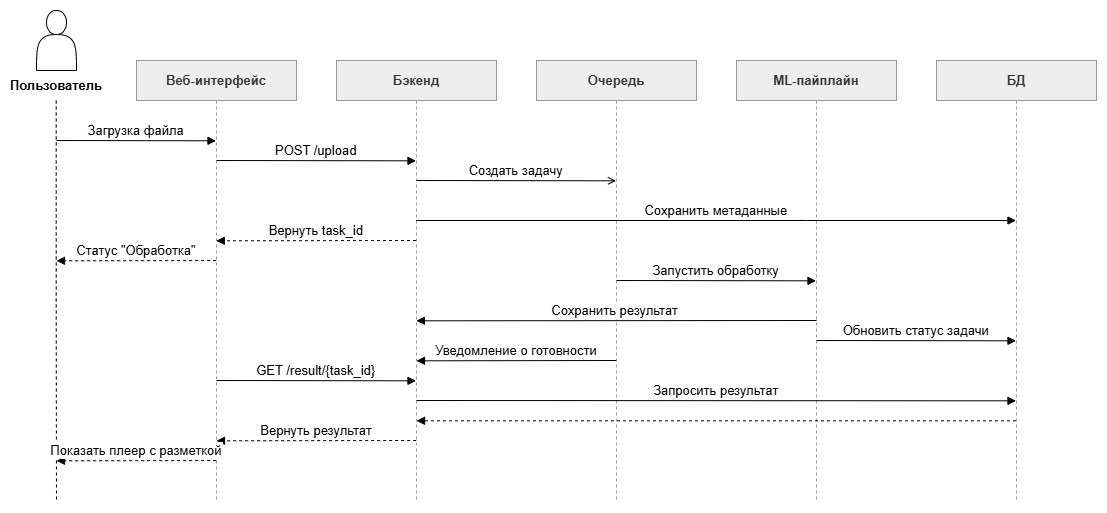 Пользователь
Веб-интерфейс
Бэкенд
Очередь
ML-пайплайн
БД
Загрузка файла
POST /upload
Создать задачу
Сохранить метаданные
Вернуть task_id
Статус "Обработка"
Запустить обработку
Сохранить результат
Обновить статус задачи
Уведомление о готовности
GET /result/{task_id}
Запросить результат
Вернуть результат
Показать плеер с разметкой